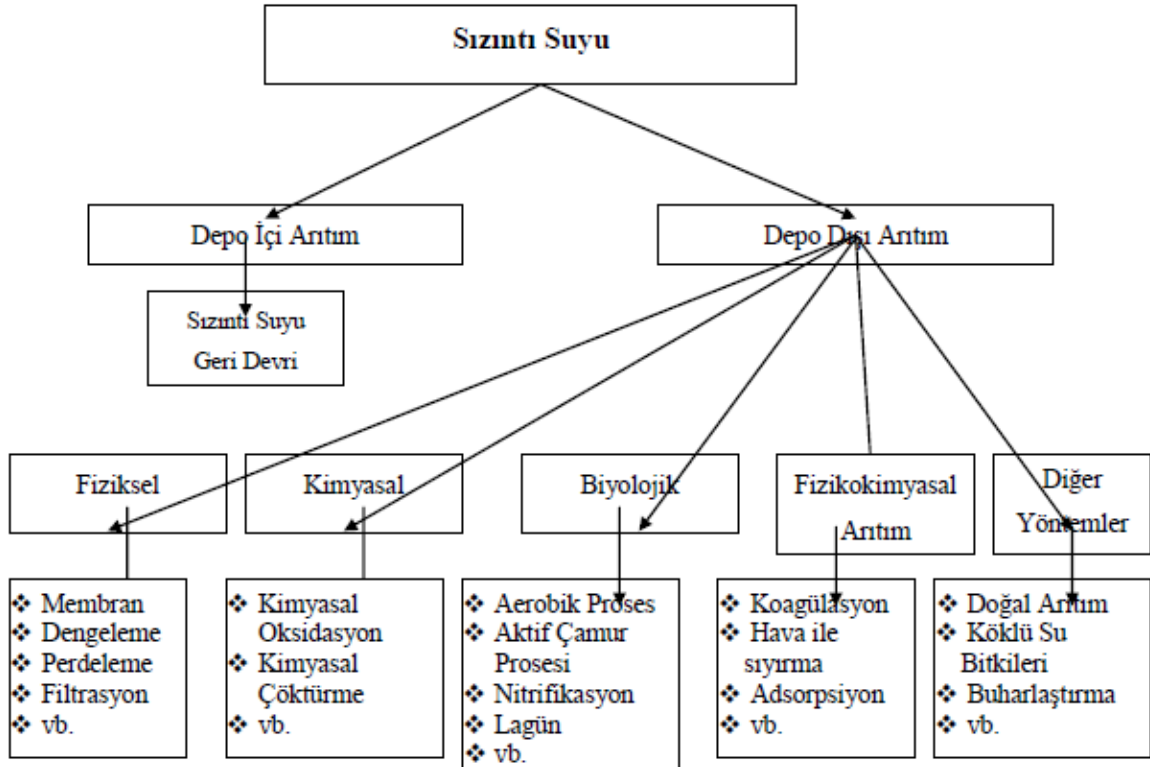 Sızıntı Suyu
Depo İçi Arıtım
Depo Dışı Arıtım
Sızıntı Suyu
Geri Devri
Fiziksel
Kimyasal
Biyolojik
Fizikokimyasal
Arıtım
Diğer
Yöntemler
❖ Membran
❖ Dengeleme
❖ Perdeleme
❖ Filtrasyon
❖ vb.
❖ Kimyasal
Oksidasyon
❖ Kimyasal
Çöktürme
❖ vb.
❖ Aerobik Proses
❖ Aktif Çamur
Prosesi
❖ Nitrifikasyon
❖ Lagün
❖ vb.
❖ Koagülasyon
❖ Hava ile
sıyırma
❖ Adsorpsiyon
❖ vb.
❖ Doğal Arıtım
❖ Köklü Su
Bitkileri
❖ Buharlaştırma
❖ vb.